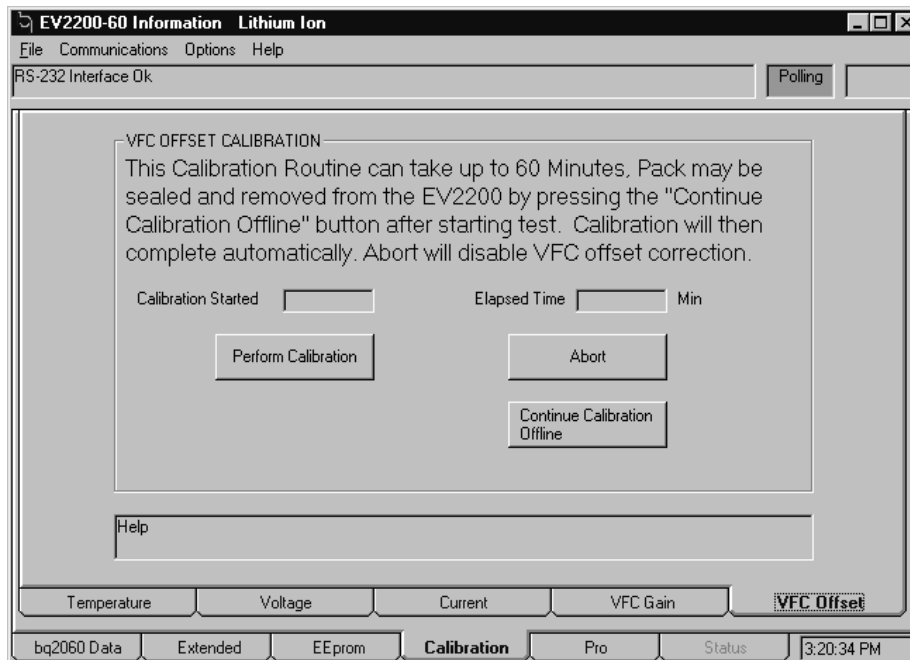 EV2200-60 Information   Lithium Ion
File   Communications   Options   Help
RS-232 Interface Ok   Polling
VFC OFFSET CALIBRATION
This Calibration Routine can take up to 60 Minutes, Pack may be
sealed and removed from the EV2200 by pressing the "Continue
Calibration Offline" button after starting test.  Calibration will then
complete automatically. Abort will disable VFC offset correction.
Calibration Started   Elapsed Time   Min
Perform Calibration   Abort
Continue Calibration
Offline
Help
Temperature   Voltage   Current   VFC Gain   VFC Offset
bq2060 Data   Extended   EEprom   Calibration   Pro   Status   3:20:34 PM